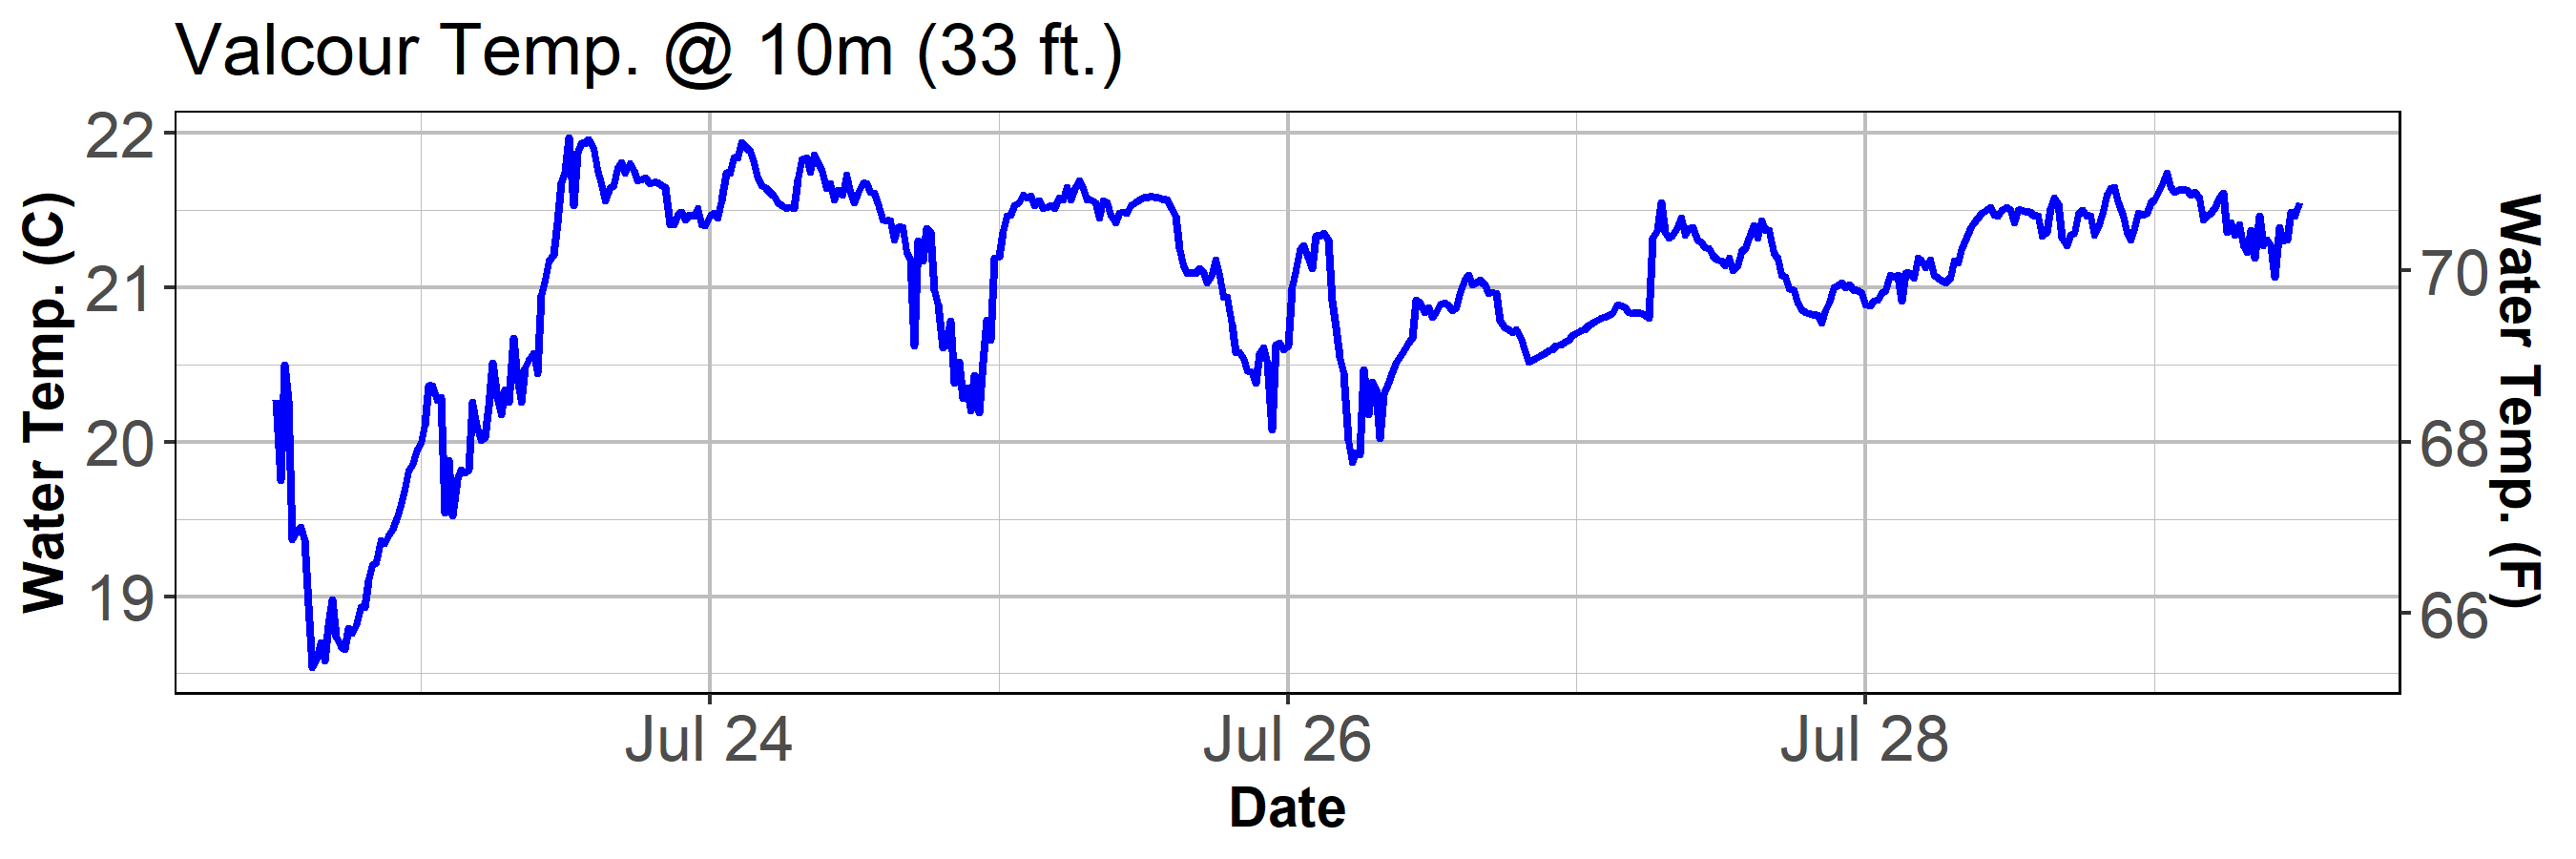 Valcour Temp. @ 10m (33 ft.)
Water Temp. (C)
22
21
20
19
70
68
66
Water Temp. (F)
Jul 24
Jul 26
Jul 28
Date